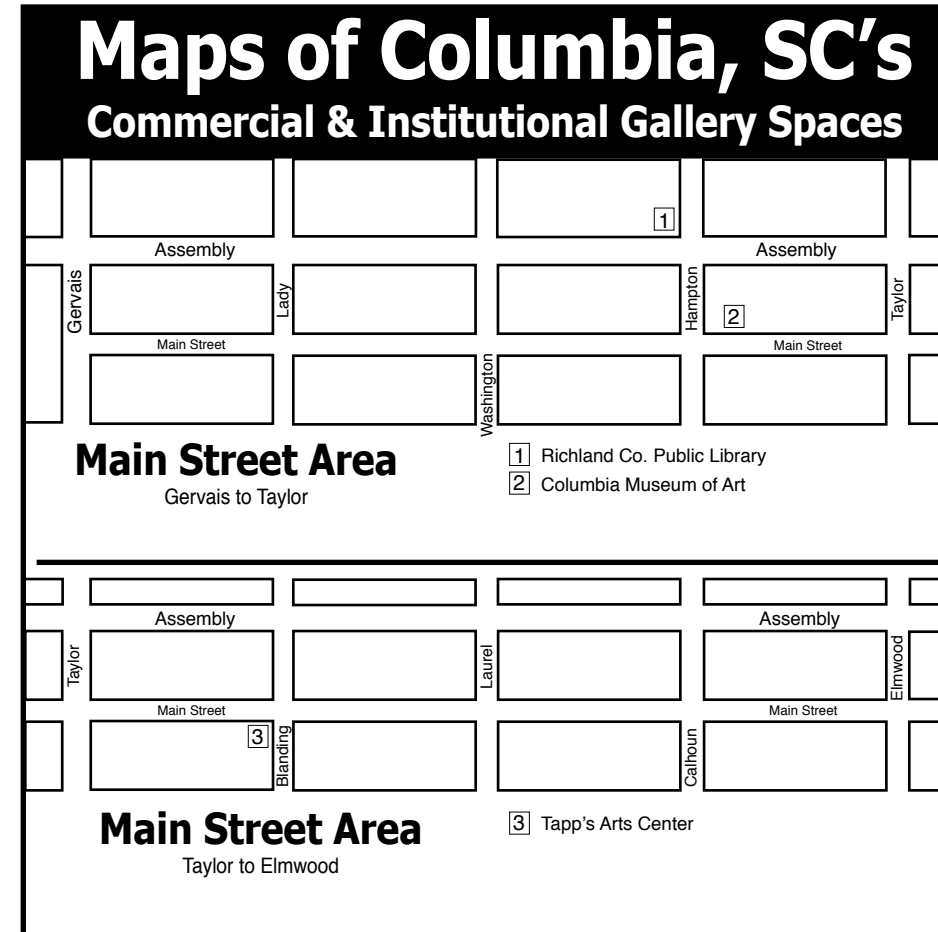 Maps of Columbia, SC's
Commercial & Institutional Gallery Spaces
1
Assembly
Assembly
Gervais
Lady
Hampton
Taylor
2
Main Street
Main Street
Washington
Main Street Area
Gervais to Taylor
1 Richland Co. Public Library
2 Columbia Museum of Art
Assembly
Assembly
Taylor
Laurel
Elmwood
Main Street
Main Street
3
Blanding
Calhoun
Main Street Area
Taylor to Elmwood
3 Tapp's Arts Center